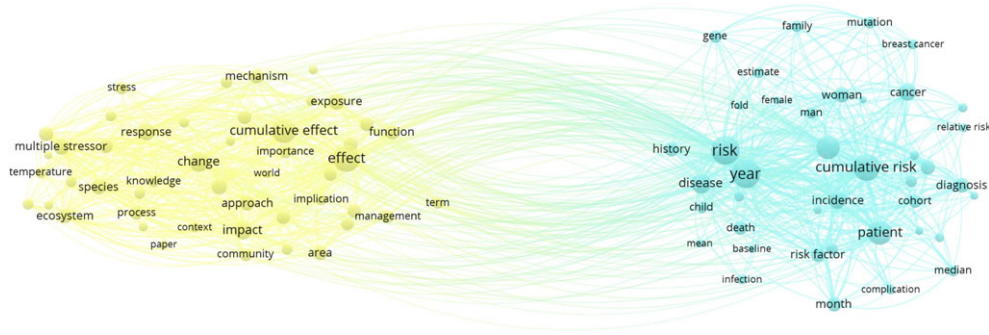 stress
mechanism
exposure
multiple stressor
response
cumulative effect
function
importance
change
effect
temperature
species
knowledge
world
ecosystem
process
approach
implication
term
context
impact
management
paper
community
area
gene
family
mutation
breast cancer
estimate
fold
female
woman
man
cancer
relative risk
history
risk
year
cumulative risk
disease
diagnosis
child
incidence
cohort
death
patient
mean
baseline
risk factor
infection
complication
median
month